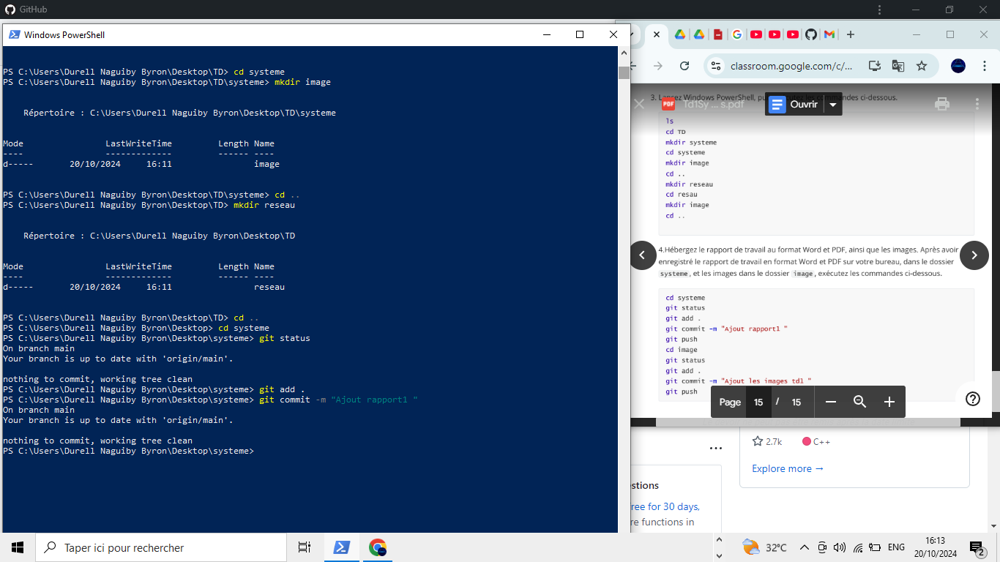 GitHub
Windows PowerShell
PS C:\Users\Durell Naguiby Byron\Desktop\TD> cd systeme
PS C:\Users\Durell Naguiby Byron\Desktop\TD\systeme> mkdir image
Répertoire : C:\Users\Durell Naguiby Byron\Desktop\TD\systeme
Mode LastWriteTime Length Name
---- ------------- ------ ----
d----- 20/10/2024 16:11 image
PS C:\Users\Durell Naguiby Byron\Desktop\TD\systeme> cd ..
PS C:\Users\Durell Naguiby Byron\Desktop\TD> mkdir reseau
Répertoire : C:\Users\Durell Naguiby Byron\Desktop\TD
Mode LastWriteTime Length Name
---- ------------- ------ ----
d----- 20/10/2024 16:11 reseau
PS C:\Users\Durell Naguiby Byron\Desktop\TD> cd ..
PS C:\Users\Durell Naguiby Byron\Desktop> cd systeme
PS C:\Users\Durell Naguiby Byron\Desktop\systeme> git status
On branch main
Your branch is up to date with 'origin/main'.
nothing to commit, working tree clean
PS C:\Users\Durell Naguiby Byron\Desktop\systeme> git add .
PS C:\Users\Durell Naguiby Byron\Desktop\systeme> git commit -m “Ajout rapport1 "
On branch main
Your branch is up to date with 'origin/main'.
nothing to commit, working tree clean
PS C:\Users\Durell Naguiby Byron\Desktop\systeme>
classroom.google.com/c/...
3. Lancez Windows PowerShell, commandes ci-dessous.
PDF Td1Sy ... s.pdf
Ouvrir
ls
cd TD
mkdir systeme
cd systeme
mkdir image
cd ..
mkdir reseau
cd resau
mkdir image
cd ..
4.Hébergez le rapport de travail au format Word et PDF, ainsi que les images. Après avoir
enregistré le rapport de travail en format Word et PDF sur votre bureau, dans le dossier
systeme, et les images dans le dossier image, exécutez les commandes ci-dessous.
cd systeme
git status
git add .
git commit -m "Ajout rapport1 "
git push
cd image
git status
git add .
git commit -m "Ajout les images td1 "
git push
Page 15 / 15
2.7k C++
Explore more →
estions
ree for 30 days,
re functions in
Taper ici pour rechercher
32°C
ENG
16:13
20/10/2024
2